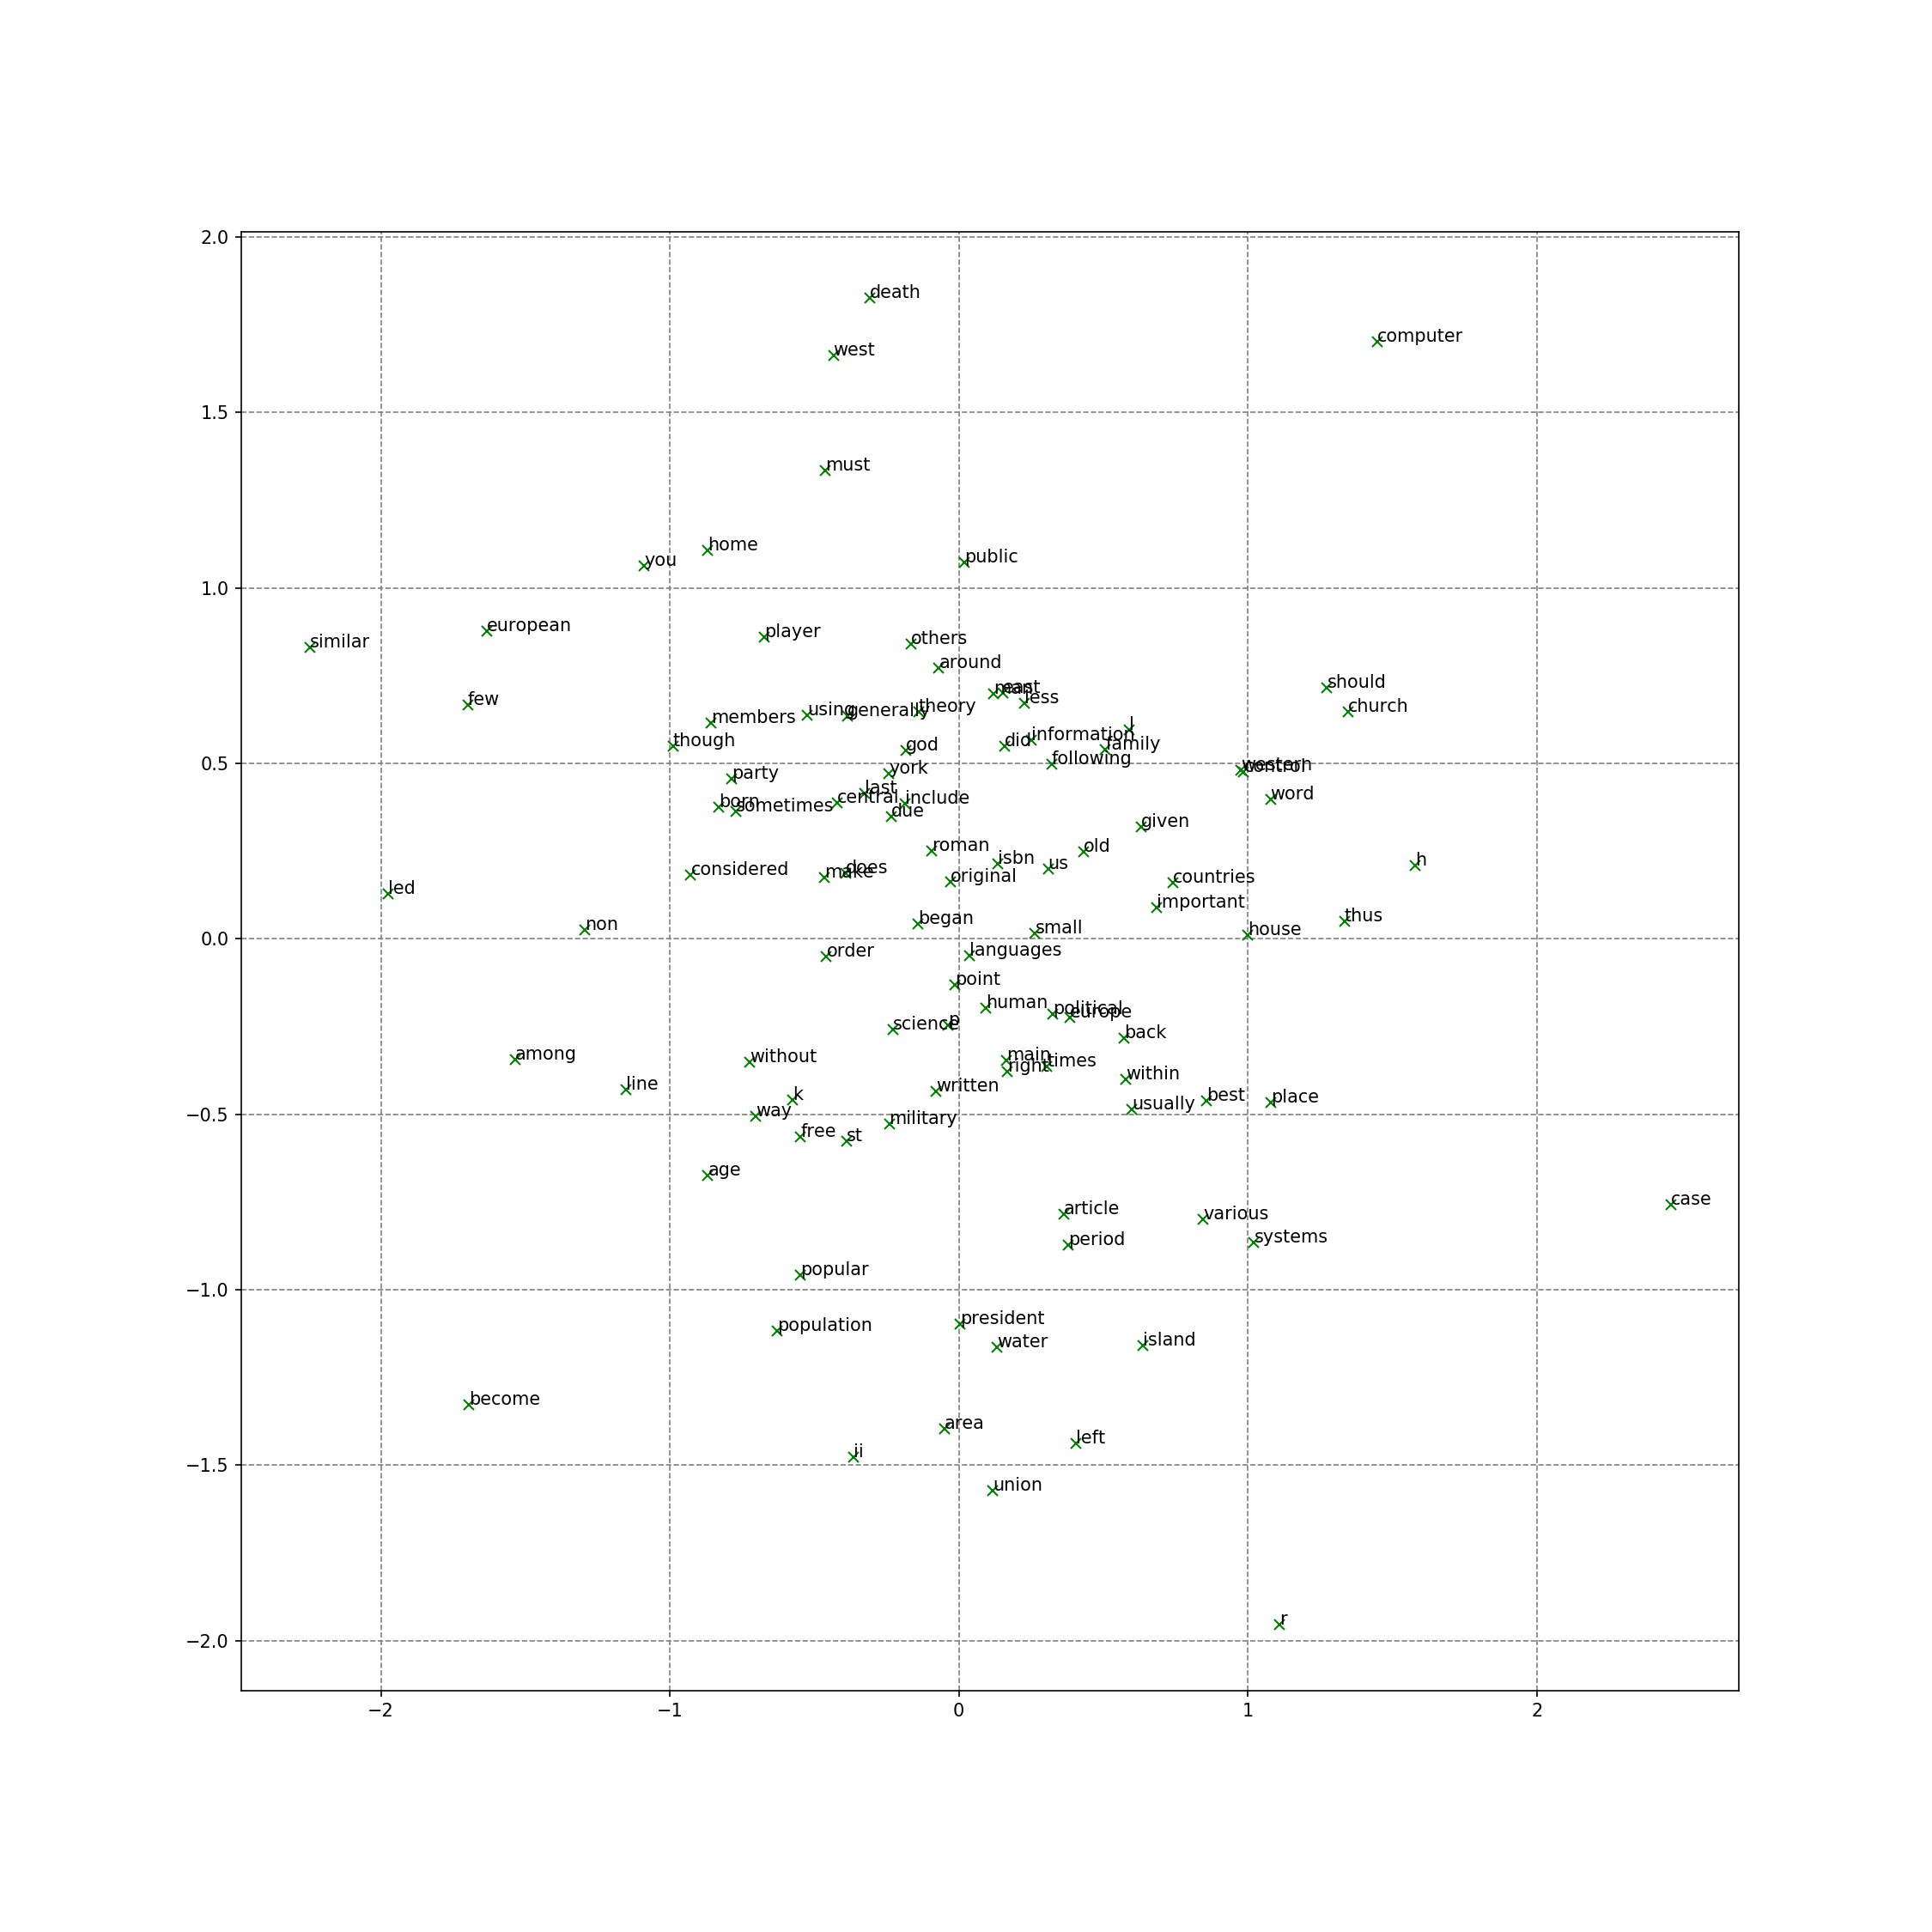 2.0
death
computer
west
1.5
must
home
public
you
1.0
european
player
others
similar
around
should
east
less
few
church
theory
using
generally
members
l
information
though
did
family
god
following
york
western
control
party
last
word
central
include
born
sometimes
due
given
roman
old
isbn
h
us
does
make
considered
original
countries
led
important
began
thus
non
small
house
0.0
order
languages
point
human
political
europe
science
p
back
main
among
without
times
right
within
line
written
k
best
place
usually
−0.5
way
military
free
st
age
case
article
various
systems
period
popular
−1.0
president
population
water
island
become
area
left
ii
−1.5
union
r
−2.0
−2
−1
0
1
2
0.5